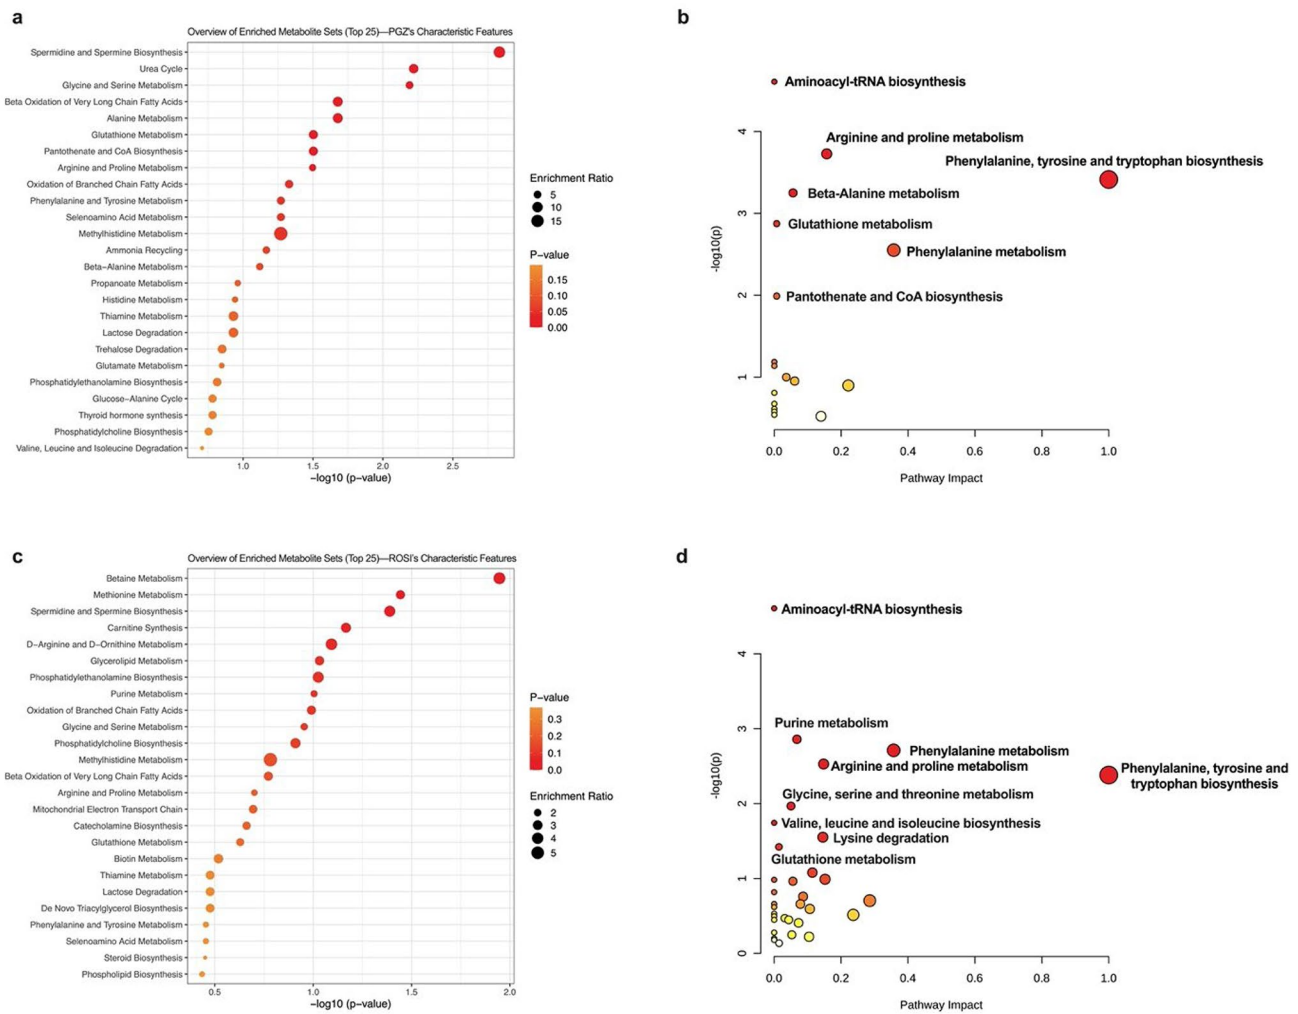 a
Overview of Enriched Metabolite Sets (Top 25)—PGZ's Characteristic Features
Spermidine and Spermine Biosynthesis
Urea Cycle
Glycine and Serine Metabolism
Beta Oxidation of Very Long Chain Fatty Acids
Alanine Metabolism
Glutathione Metabolism
Pantothenate and CoA Biosynthesis
Arginine and Proline Metabolism
Oxidation of Branched Chain Fatty Acids
Phenylalanine and Tyrosine Metabolism
Selenoamino Acid Metabolism
Methylhistidine Metabolism
Ammonia Recycling
Beta−Alanine Metabolism
Propanoate Metabolism
Histidine Metabolism
Thiamine Metabolism
Lactose Degradation
Trehalose Degradation
Glutamate Metabolism
Phosphatidylethanolamine Biosynthesis
Glucose−Alanine Cycle
Thyroid hormone synthesis
Phosphatidylcholine Biosynthesis
Valine, Leucine and Isoleucine Degradation
1.0 1.5 2.0 2.5
−log10 (p-value)
Enrichment Ratio
5
10
15
P−value
0.15
0.10
0.05
0.00
b
Aminoacyl-tRNA biosynthesis
Arginine and proline metabolism
Phenylalanine, tyrosine and tryptophan biosynthesis
Beta-Alanine metabolism
Glutathione metabolism
Phenylalanine metabolism
Pantothenate and CoA biosynthesis
-log10(p)
4
3
2
1
0.0 0.2 0.4 0.6 0.8 1.0
Pathway Impact
c
Overview of Enriched Metabolite Sets (Top 25)—ROSI's Characteristic Features
Betaine Metabolism
Methionine Metabolism
Spermidine and Spermine Biosynthesis
Carnitine Synthesis
D−Arginine and D−Ornithine Metabolism
Glycerolipid Metabolism
Phosphatidylethanolamine Biosynthesis
Purine Metabolism
Oxidation of Branched Chain Fatty Acids
Glycine and Serine Metabolism
Phosphatidylcholine Biosynthesis
Methylhistidine Metabolism
Beta Oxidation of Very Long Chain Fatty Acids
Arginine and Proline Metabolism
Mitochondrial Electron Transport Chain
Catecholamine Biosynthesis
Glutathione Metabolism
Biotin Metabolism
Thiamine Metabolism
Lactose Degradation
De Novo Triacylglycerol Biosynthesis
Phenylalanine and Tyrosine Metabolism
Selenoamino Acid Metabolism
Steroid Biosynthesis
Phospholipid Biosynthesis
0.5 1.0 1.5 2.0
−log10 (p-value)
P−value
0.3
0.2
0.1
0.0
Enrichment Ratio
2
3
4
5
d
Aminoacyl-tRNA biosynthesis
Purine metabolism
Phenylalanine metabolism
Arginine and proline metabolism
Phenylalanine, tyrosine and
tryptophan biosynthesis
Glycine, serine and threonine metabolism
Valine, leucine and isoleucine biosynthesis
Lysine degradation
Glutathione metabolism
-log10(p)
4
3
2
1
0
0.0 0.2 0.4 0.6 0.8 1.0
Pathway Impact